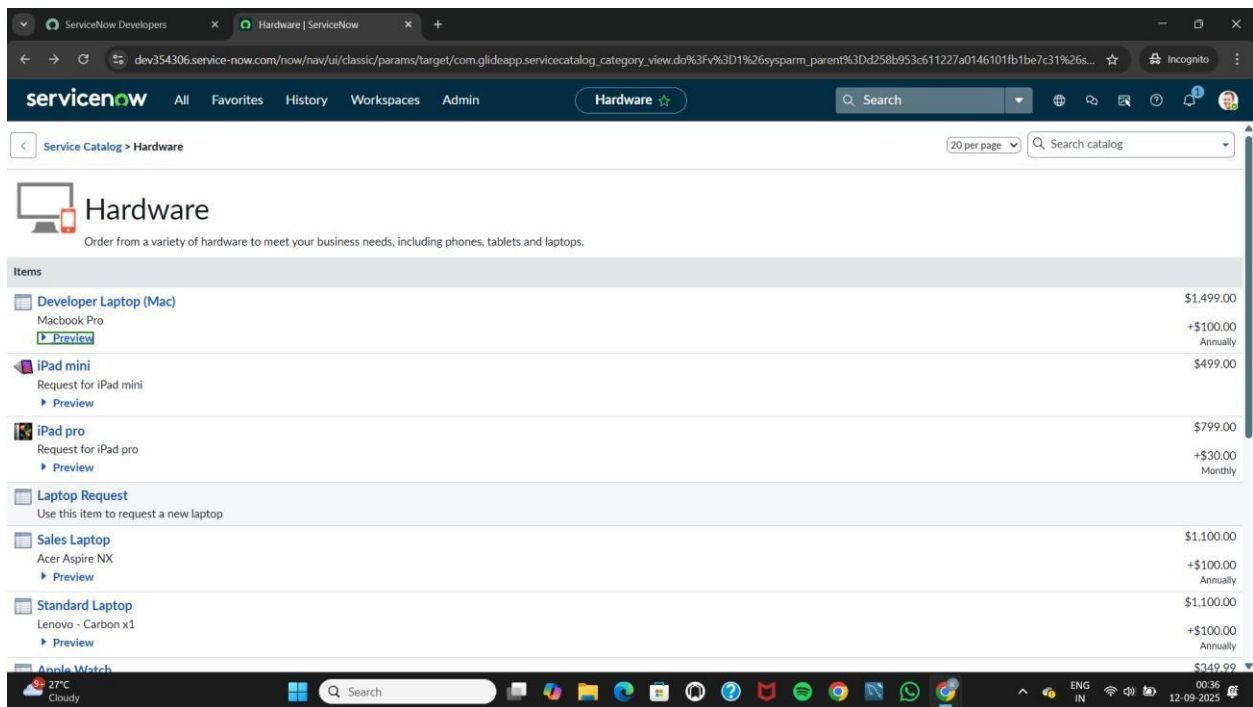 ServiceNow Developers
Hardware | ServiceNow
dev354306.service-now.com/now/nav/ui/classic/params/target/com.glideapp.servicecatalog_category_view.do%3Fv%3D1%26sysparm_parent%3Dd258b953c611227a0146101fb1be7c31%26s...
Incognito
servicenow All Favorites History Workspaces Admin Hardware Search 1
Service Catalog > Hardware 20 per page Search catalog
Hardware
Order from a variety of hardware to meet your business needs, including phones, tablets and laptops.
Items
Developer Laptop (Mac) $1,499.00
Macbook Pro +$100.00
Preview Annually
iPad mini $499.00
Request for iPad mini
Preview
iPad pro $799.00
Request for iPad pro +$30.00
Preview Monthly
Laptop Request
Use this item to request a new laptop
Sales Laptop $1,100.00
Acer Aspire NX +$100.00
Preview Annually
Standard Laptop $1,100.00
Lenovo - Carbon x1 +$100.00
Preview Annually
Apple Watch $349.99
9+ 27°C Search ENG 00:36
Cloudy IN 12-09-2025